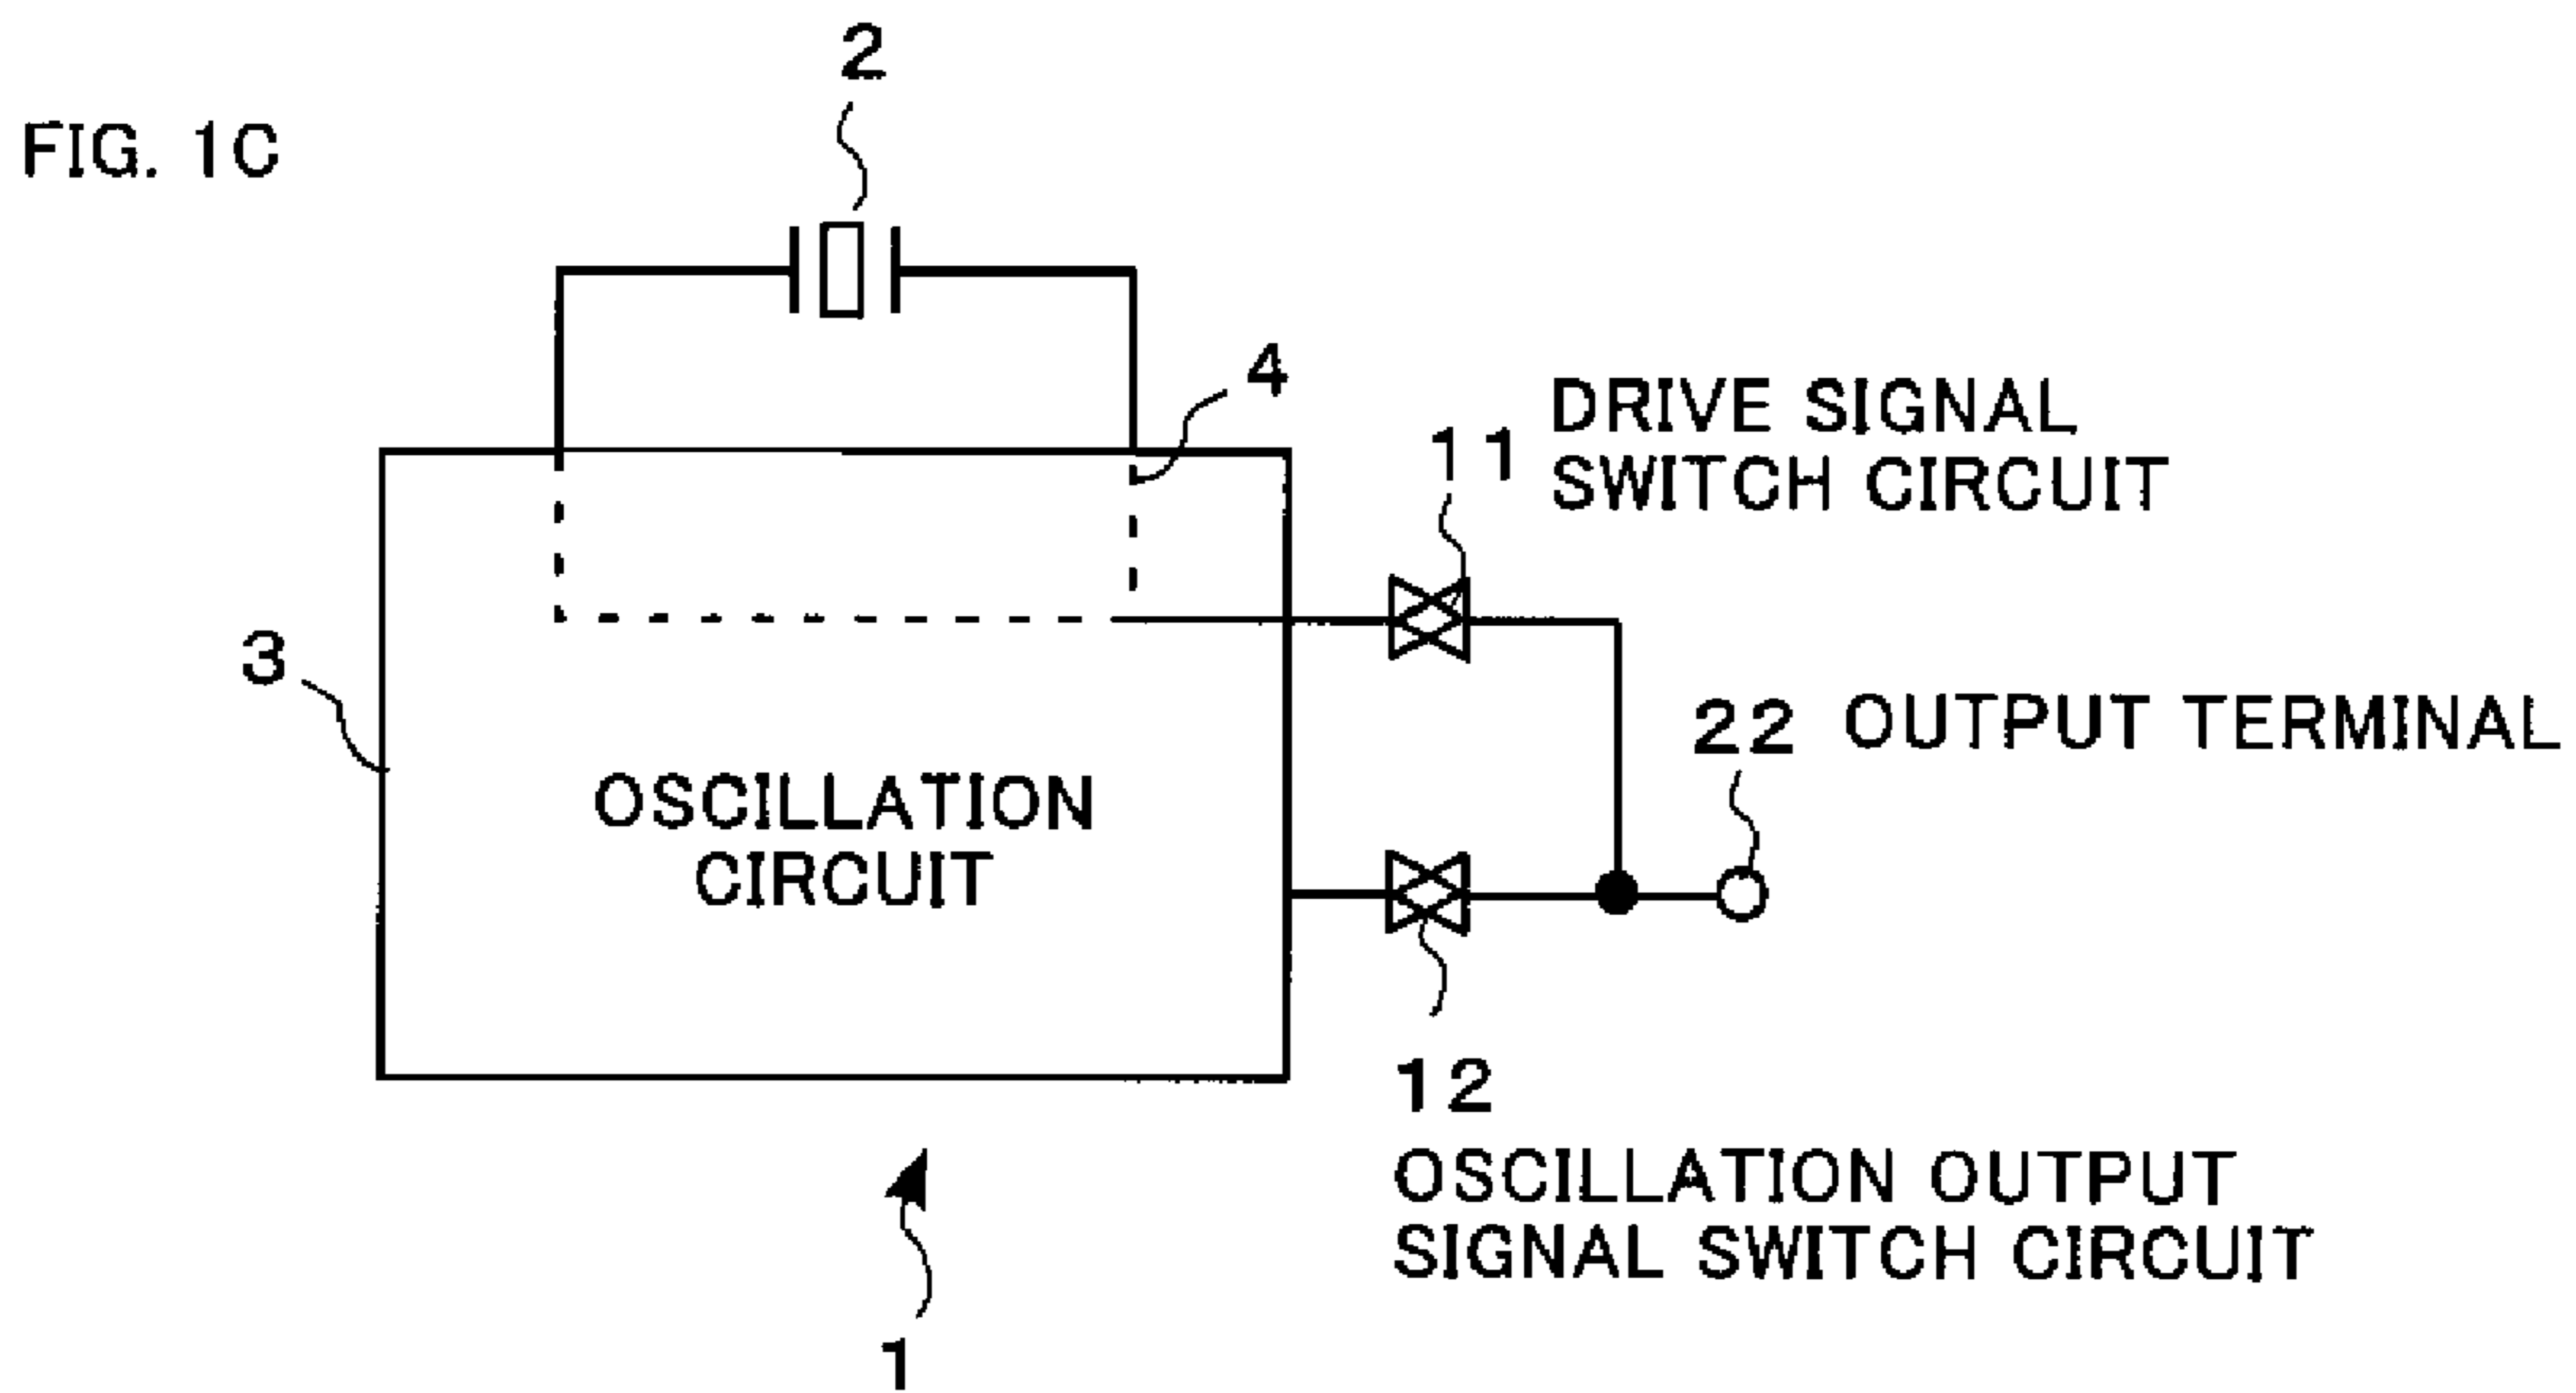 2
FIG. 1C
4
11 DRIVE SIGNAL
SWITCH CIRCUIT
3
22 OUTPUT TERMINAL
OSCILLATION
CIRCUIT
12
OSCILLATION OUTPUT
SIGNAL SWITCH CIRCUIT
1